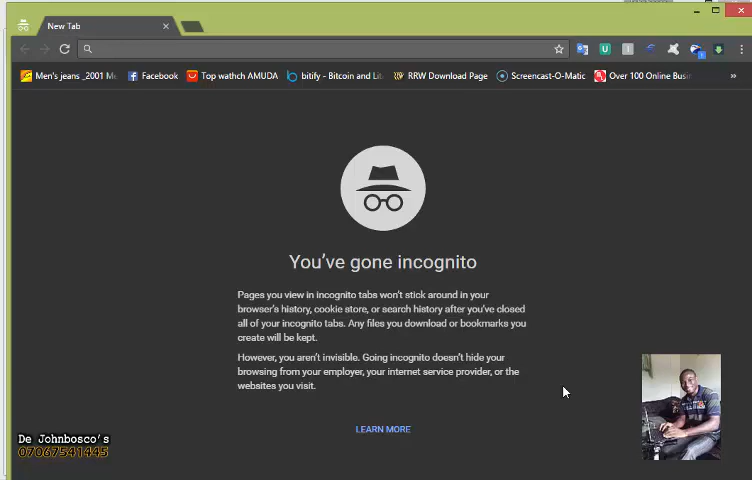 New Tab
Men's jeans _2001 Me
Facebook
Top wathch AMUDA
bitify - Bitcoin and Lit
RRW Download Page
Screencast-O-Matic
Over 100 Online Busi
»
You've gone incognito
Pages you view in incognito tabs won't stick around in your
browser's history, cookie store, or search history after you've closed
all of your incognito tabs. Any files you download or bookmarks you
create will be kept.
However, you aren't invisible. Going incognito doesn't hide your
browsing from your employer, your internet service provider, or the
websites you visit.
LEARN MORE
De Johnbosco's
07067541445